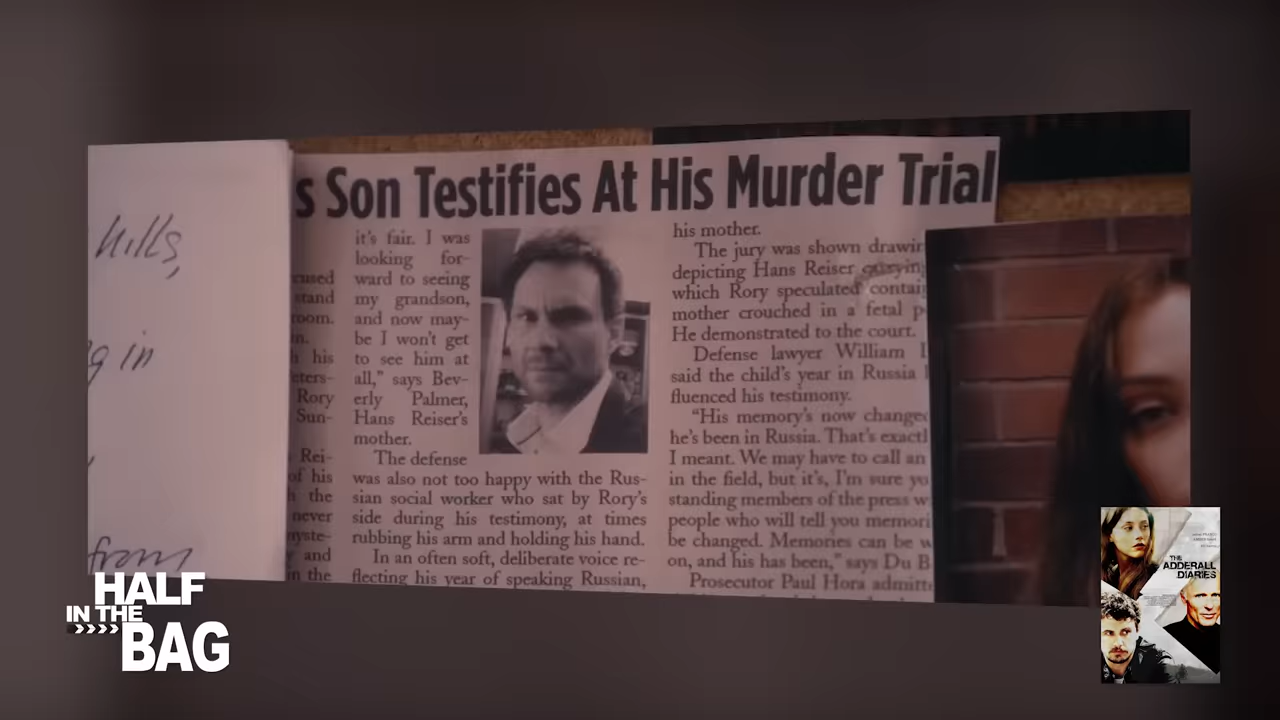 hills,
g in
from
s Son Testifies At His Murder Trial
cused
stand
room.
his
Rory
Sun-
Rei-
of his
the
never
and
in the
it's fair. I was
looking for-
ward to seeing
my grandson,
and now may-
be I won't get
to see him at
all," says Bev-
erly Palmer,
Hans Reiser's
mother.
The defense
was also not too happy with the Rus-
sian social worker who sat by Rory's
side during his testimony, at times
rubbing his arm and holding his hand.
In an often soft, deliberate voice re-
flecting his year of speaking Russian,
his mother.
The jury was shown drawin
depicting Hans Reiser carrying
which Rory speculated contai
mother crouched in a fetal p
He demonstrated to the court.
Defense lawyer William
said the child's year in Russia
fluenced his testimony.
"His memory's now changed
he's been in Russia. That's exactl
I meant. We may have to call an
in the field, but it's, I'm sure yo
standing members of the press w
people who will tell you memori
be changed. Memories can be w
on, and his has been," says Du B
Prosecutor Paul Hora admitt
HALF
IN THE
BAG
THE
ADDERALL
DIARIES